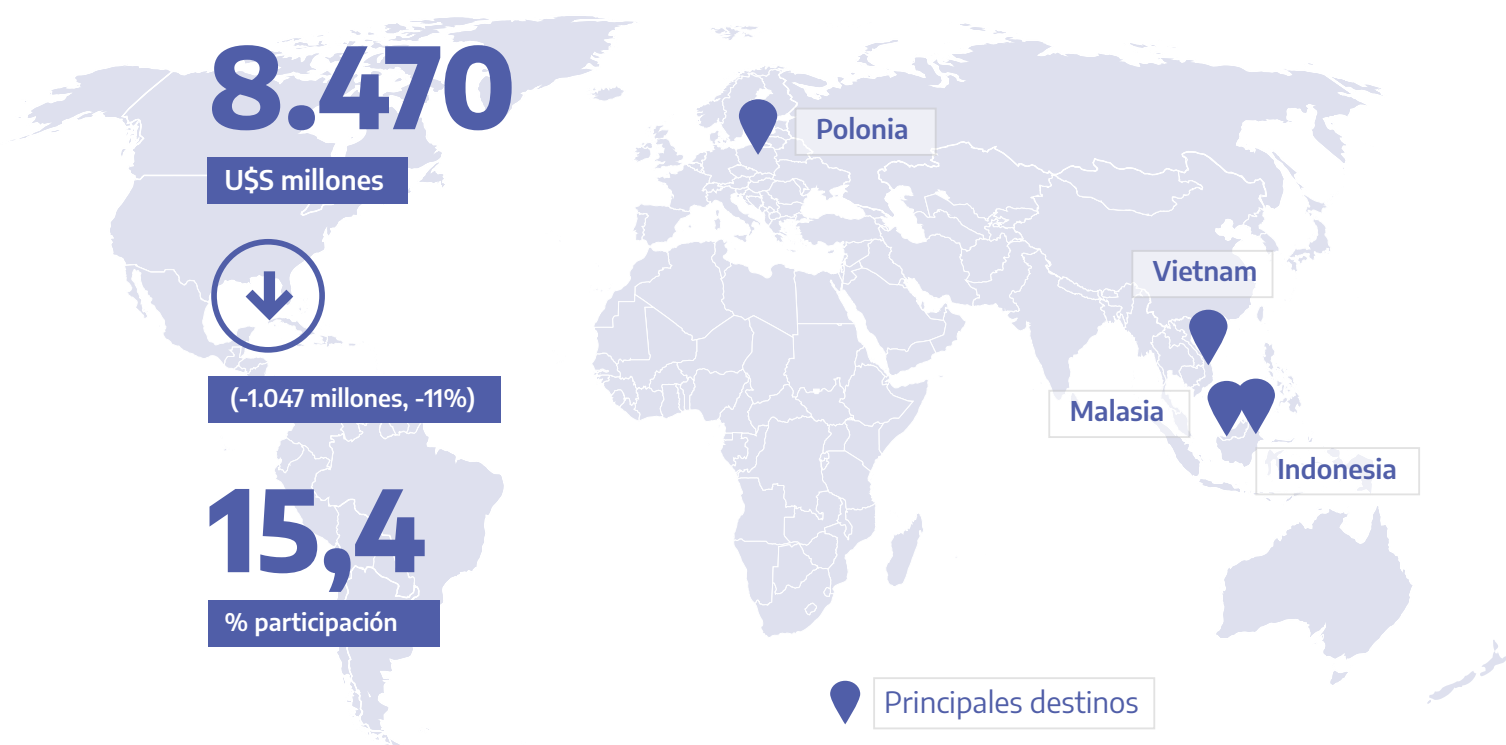 8.470
U$S millones
(-1.047 millones, -11%)
15,4
% participación
Polonia
Vietnam
Malasia
Indonesia
Principales destinos